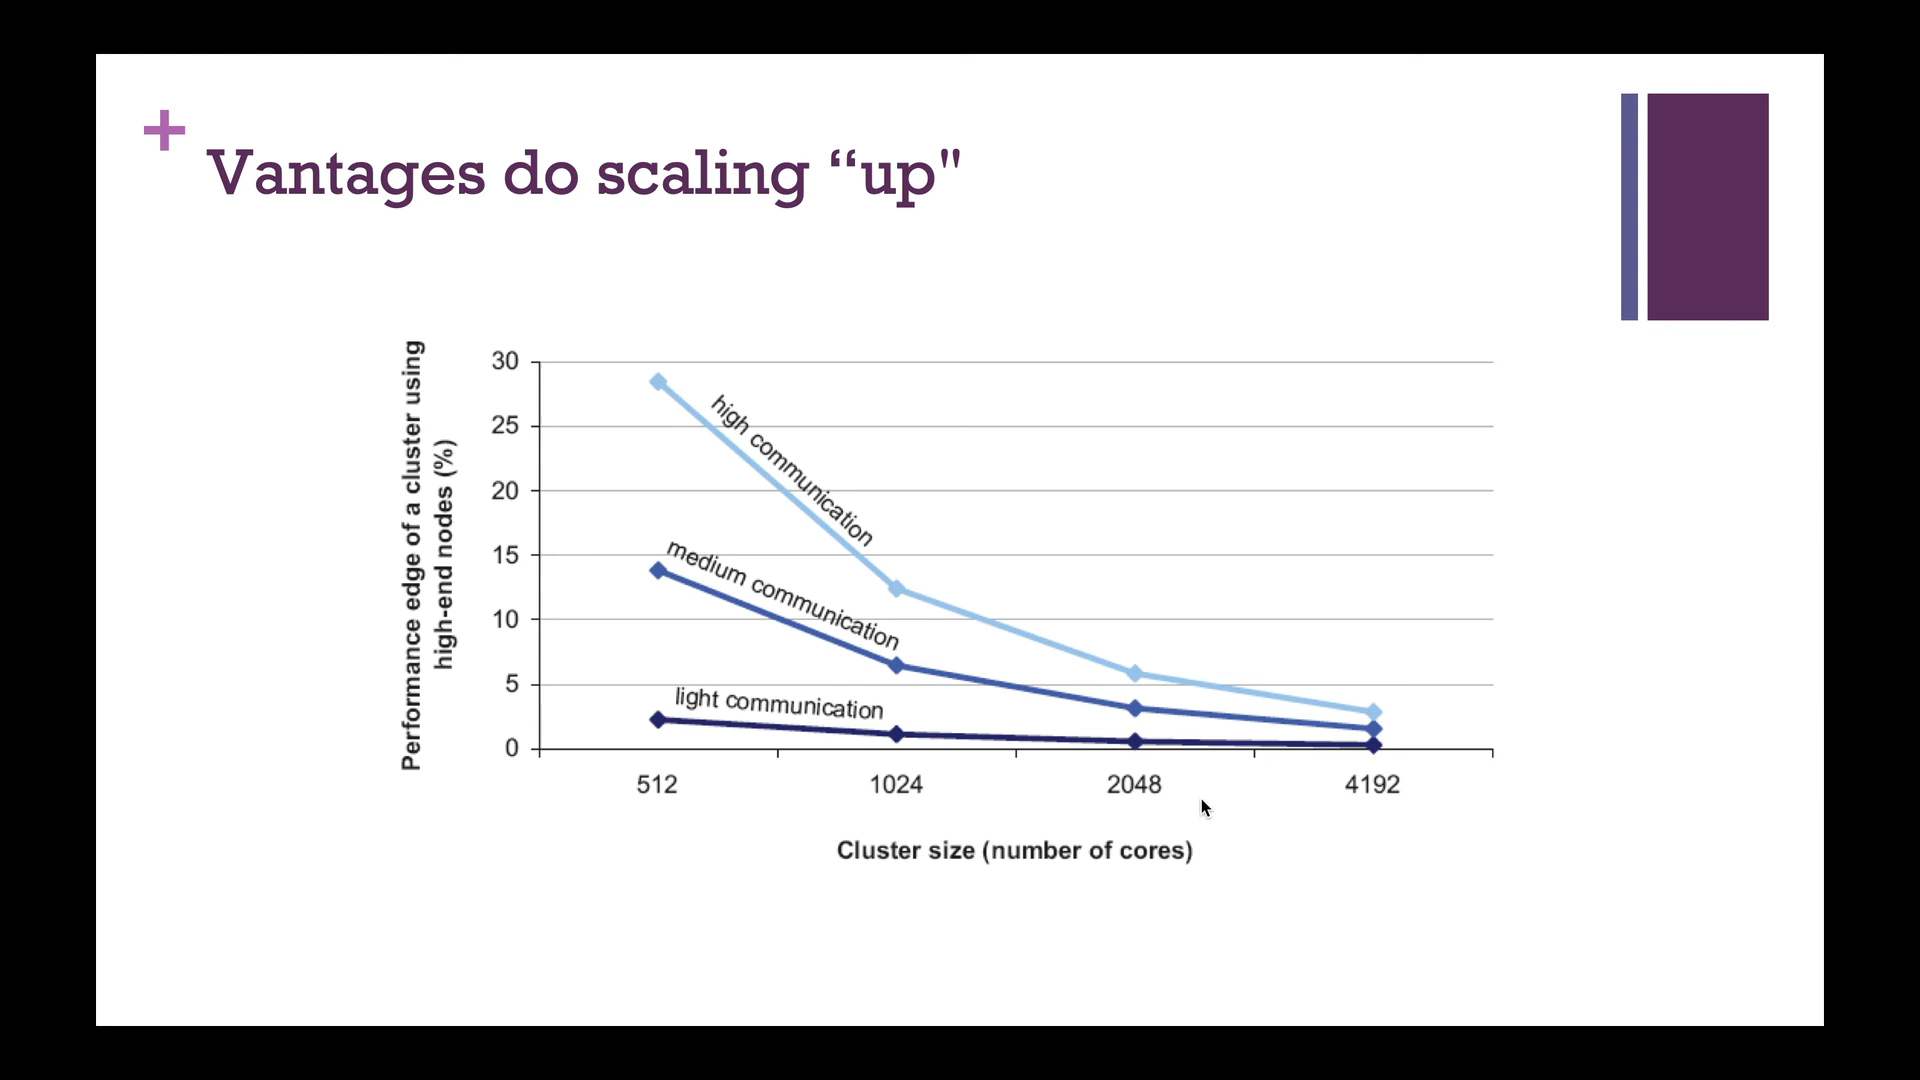 +
Vantages do scaling “up"
Performance edge of a cluster using
high-end nodes (%)
30
25
20
15
10
5
0
high communication
medium communication
light communication
512
1024
2048
4192
Cluster size (number of cores)